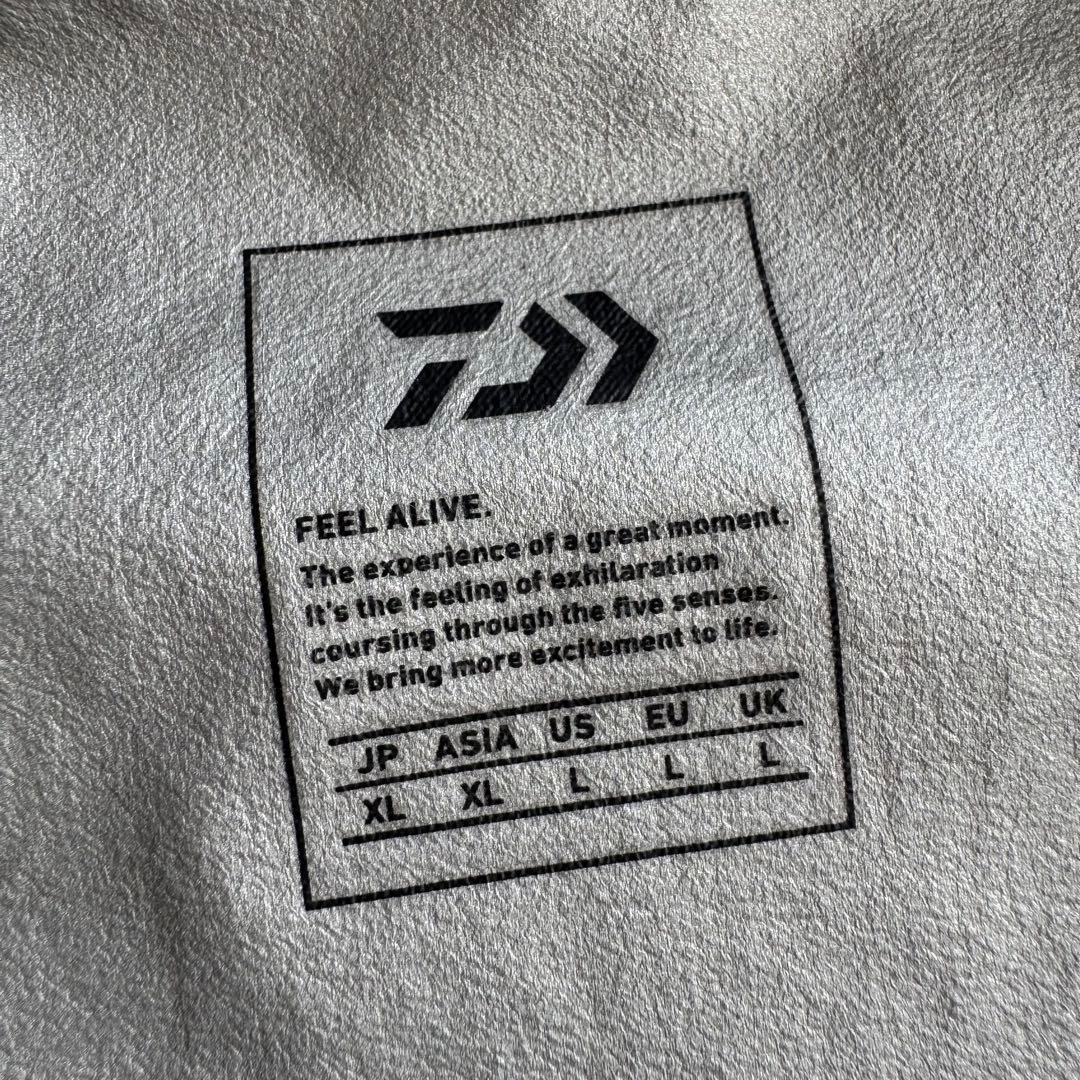 FEEL ALIVE.
The experience of a great moment.
It's the feeling of exhilaration
coursing through the five senses.
We bring more excitement to life.
JP ASIA US EU UK
XL XL L L L